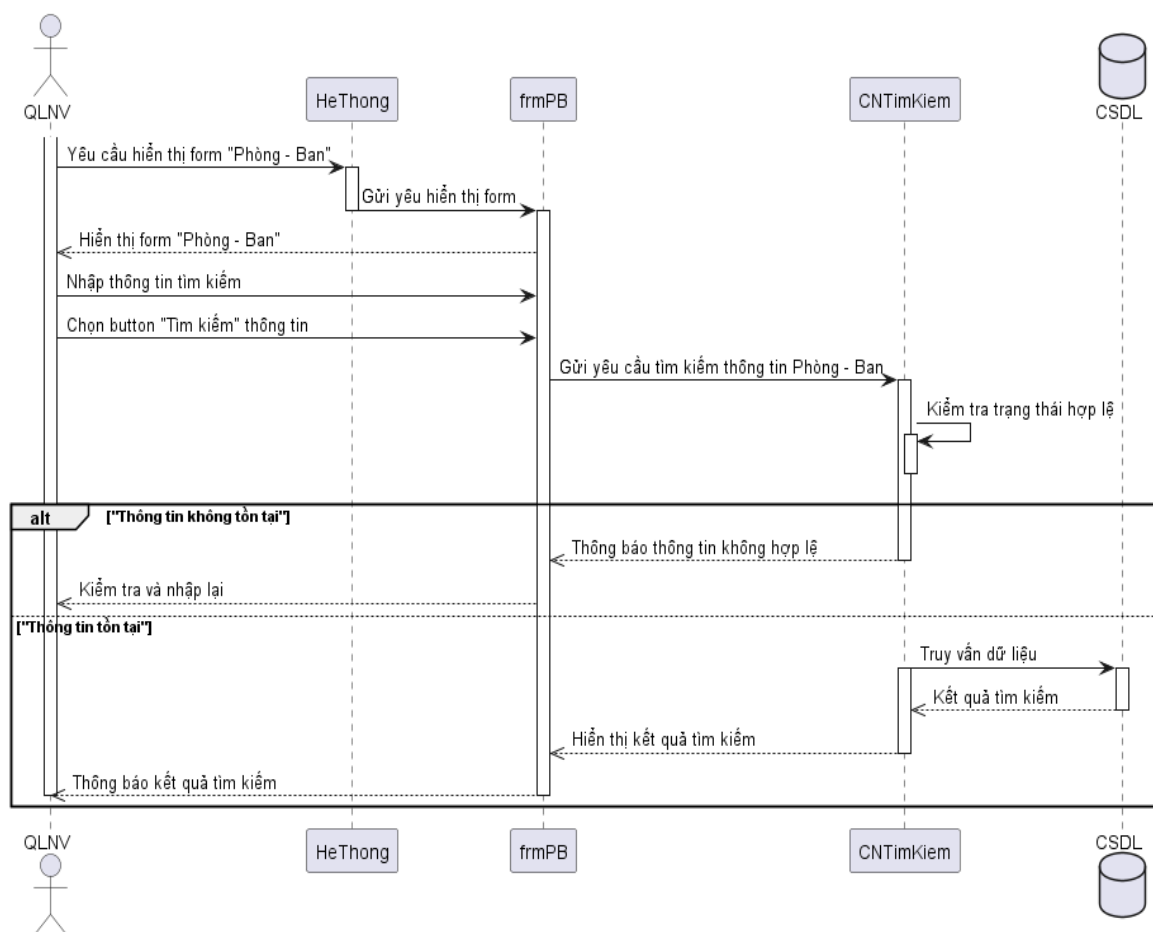 QLNV
HeThong
frmPB
CNTimKiem
CSDL
Yêu cầu hiển thị form "Phòng - Ban"
Gửi yêu hiển thị form
Hiển thị form "Phòng - Ban"
Nhập thông tin tìm kiếm
Chọn button "Tìm kiếm" thông tin
Gửi yêu cầu tìm kiếm thông tin Phòng - Ban
Kiểm tra trạng thái hợp lệ
alt
["Thông tin không tồn tại"]
Thông báo thông tin không hợp lệ
Kiểm tra và nhập lại
["Thông tin tồn tại"]
Truy vấn dữ liệu
Kết quả tìm kiếm
Hiển thị kết quả tìm kiếm
Thông báo kết quả tìm kiếm
QLNV
HeThong
frmPB
CNTimKiem
CSDL